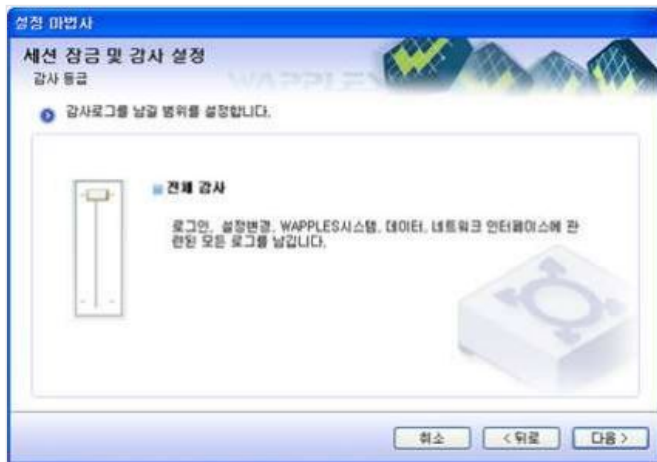 설정 마법사
세션 잠금 및 감사 설정
감사 등급
WAPPLES
감사로그를 남길 범위를 설정합니다.
전체 감사
로그인, 설정변경, WAPPLES시스템, 데이터, 네트워크 인터페이스에 관
련된 모든 로그를 남깁니다.
취소
< 뒤로
다음 >